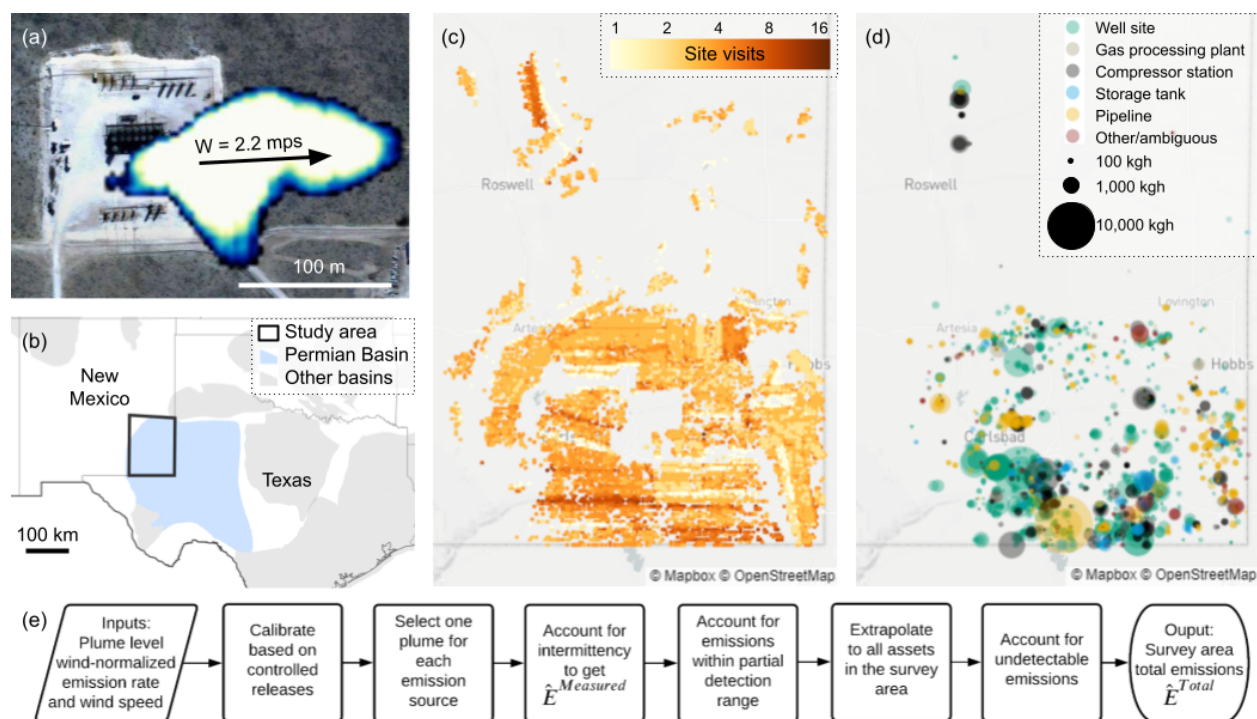 (a)
W = 2.2 mps
100 m
(b)
Study area
Permian Basin
Other basins
New
Mexico
Texas
100 km
(c)
1 2 4 8 16
Site visits
Roswell
© Mapbox © OpenStreetMap
(d)
Well site
Gas processing plant
Compressor station
Storage tank
Pipeline
Other/ambiguous
100 kgh
1,000 kgh
10,000 kgh
Roswell
Lovington
Artesia
Hobbs
Carlsbad
© Mapbox © OpenStreetMap
(e)
Inputs:
Plume level
wind-normalized
emission rate
and wind speed
Calibrate
based on
controlled
releases
Select one
plume for
each
emission
source
Account for
intermittency
to get
Ê^Measured
Account for
emissions
within partial
detection
range
Extrapolate
to all assets
in the survey
area
Account for
undetectable
emissions
Ouput:
Survey area
total emissions
Ê^Total